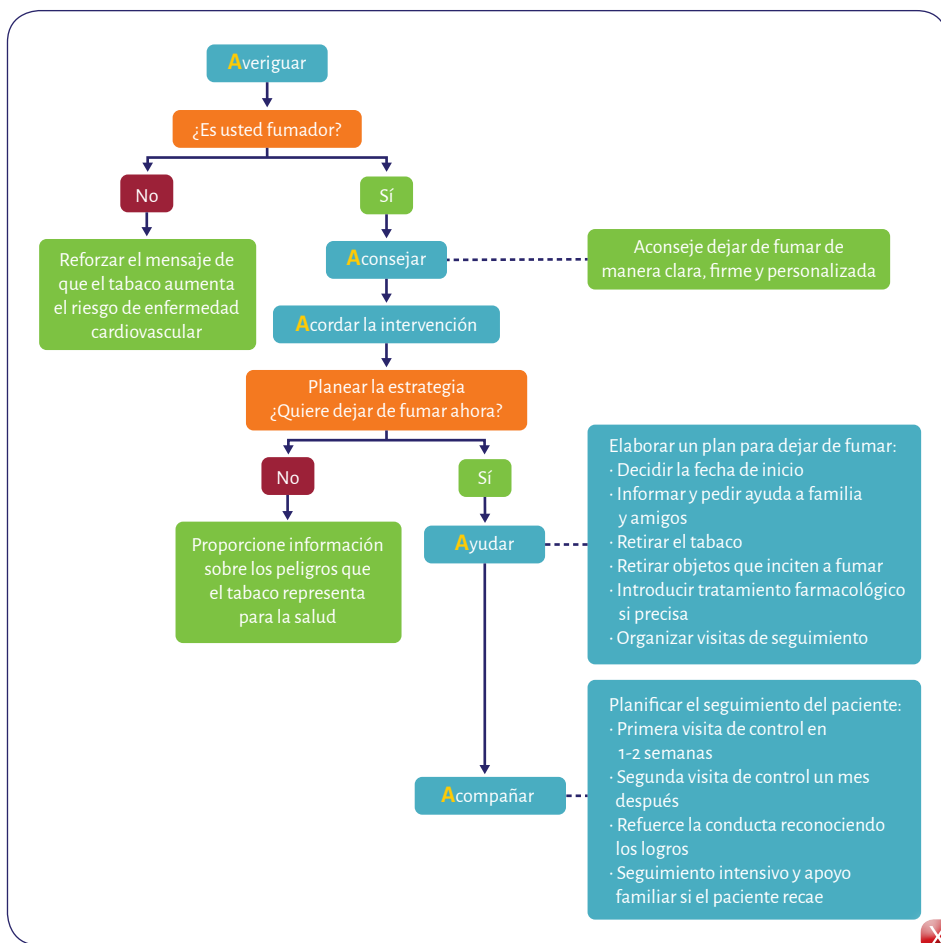 Averiguar
¿Es usted fumador?
No
Sí
Reforzar el mensaje de
que el tabaco aumenta
el riesgo de enfermedad
cardiovascular
Aconsejar
Aconseje dejar de fumar de
manera clara, firme y personalizada
Acordar la intervención
Planear la estrategia
¿Quiere dejar de fumar ahora?
No
Sí
Proporcione información
sobre los peligros que
el tabaco representa
para la salud
Ayudar
Elaborar un plan para dejar de fumar:
· Decidir la fecha de inicio
· Informar y pedir ayuda a familia
y amigos
· Retirar el tabaco
· Retirar objetos que inciten a fumar
· Introducir tratamiento farmacológico
si precisa
· Organizar visitas de seguimiento
Acompañar
Planificar el seguimiento del paciente:
· Primera visita de control en
1-2 semanas
· Segunda visita de control un mes
después
· Refuerce la conducta reconociendo
los logros
· Seguimiento intensivo y apoyo
familiar si el paciente recae